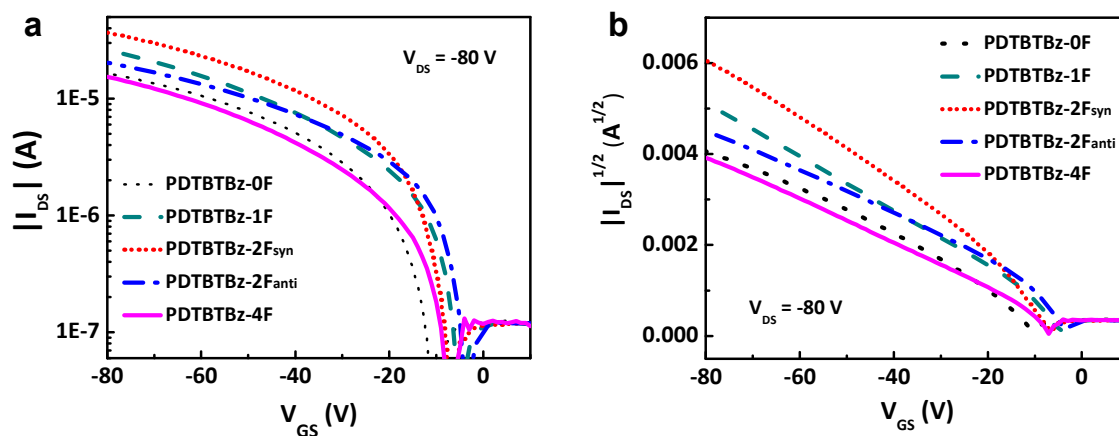 a
V_DS = -80 V
|I_DS| (A)
1E-5
1E-6
1E-7
PDTBTBz-0F
PDTBTBz-1F
PDTBTBz-2Fsyn
PDTBTBz-2Fanti
PDTBTBz-4F
-80 -60 -40 -20 0
V_GS (V)
b
|I_DS|^1/2 (A^1/2)
0.006
0.004
0.002
0.000
PDTBTBz-0F
PDTBTBz-1F
PDTBTBz-2Fsyn
PDTBTBz-2Fanti
PDTBTBz-4F
V_DS = -80 V
-80 -60 -40 -20 0
V_GS (V)